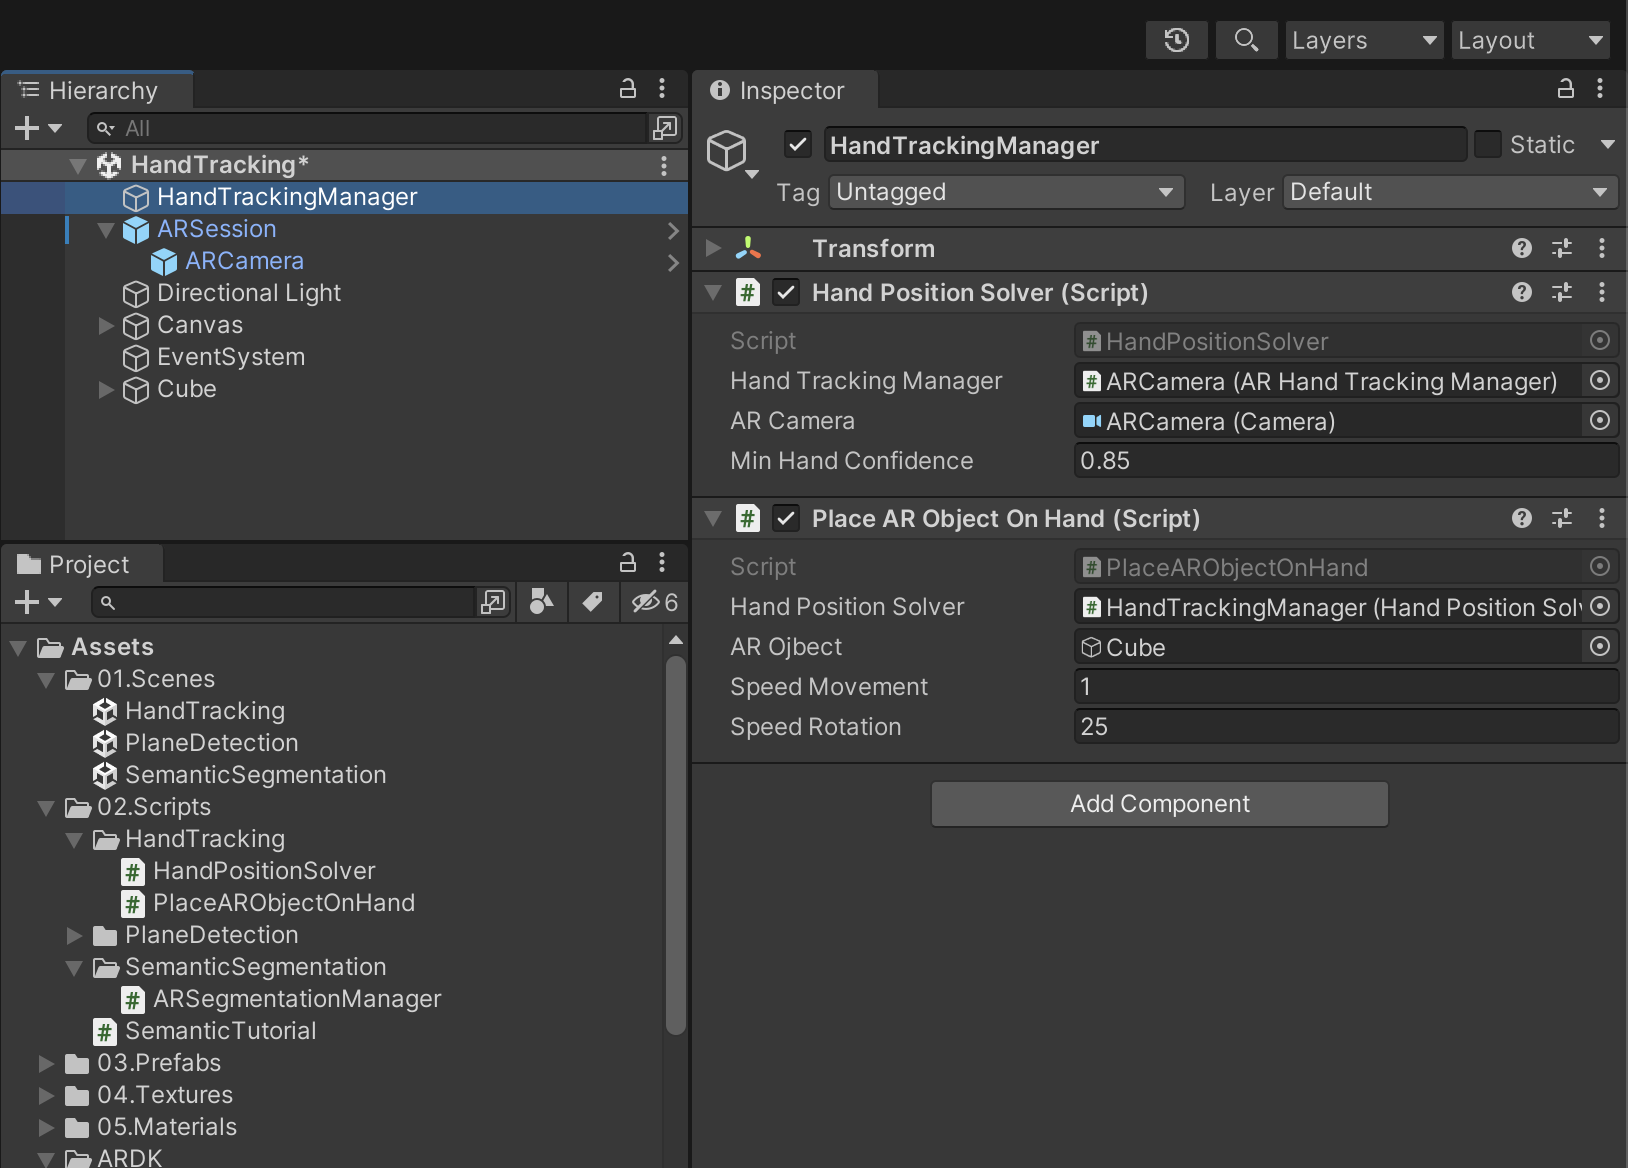 Layers
Layout
Hierarchy
All
HandTracking*
HandTrackingManager
ARSession
ARCamera
Directional Light
Canvas
EventSystem
Cube
Project
6
Assets
01.Scenes
HandTracking
PlaneDetection
SemanticSegmentation
02.Scripts
HandTracking
HandPositionSolver
PlaceARObjectOnHand
PlaneDetection
SemanticSegmentation
ARSegmentationManager
SemanticTutorial
03.Prefabs
04.Textures
05.Materials
ARDK
Inspector
HandTrackingManager
Static
Tag Untagged
Layer Default
Transform
Hand Position Solver (Script)
Script HandPositionSolver
Hand Tracking Manager ARCamera (AR Hand Tracking Manager)
AR Camera ARCamera (Camera)
Min Hand Confidence 0.85
Place AR Object On Hand (Script)
Script PlaceARObjectOnHand
Hand Position Solver HandTrackingManager (Hand Position Solv
AR Ojbect Cube
Speed Movement 1
Speed Rotation 25
Add Component